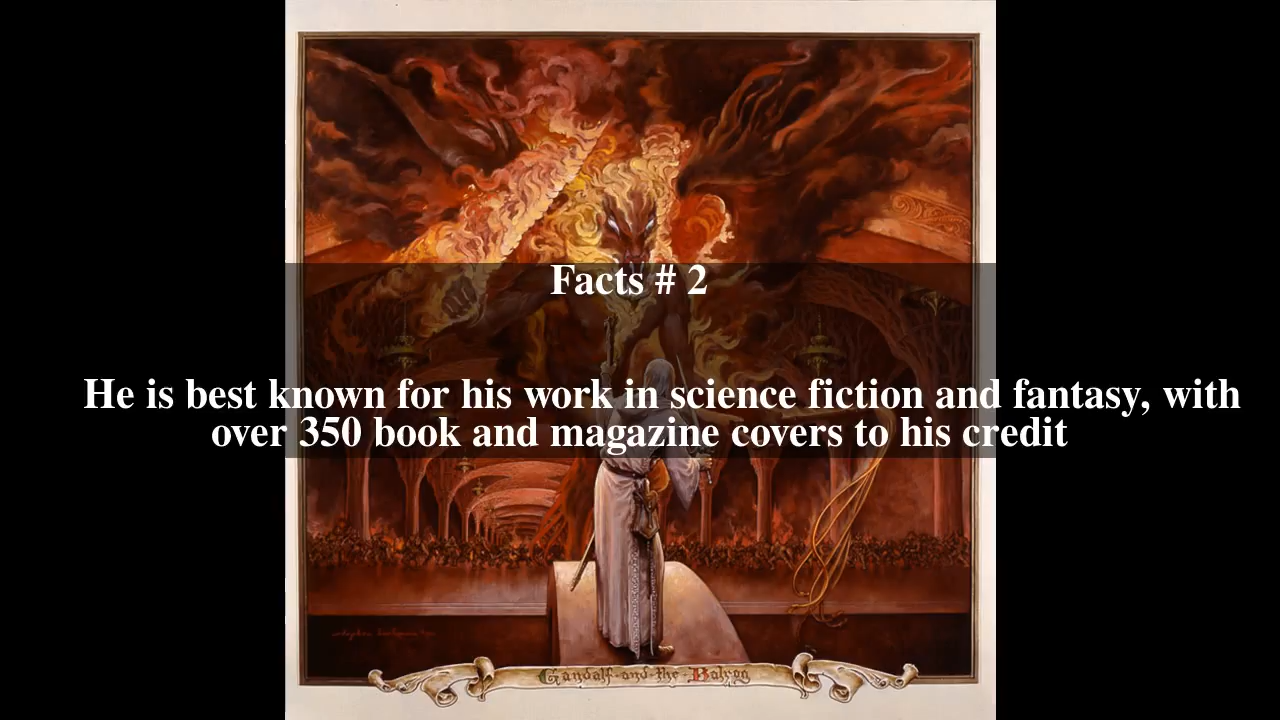 Facts # 2
He is best known for his work in science fiction and fantasy, with
over 350 book and magazine covers to his credit
Gandalf and the Balrog